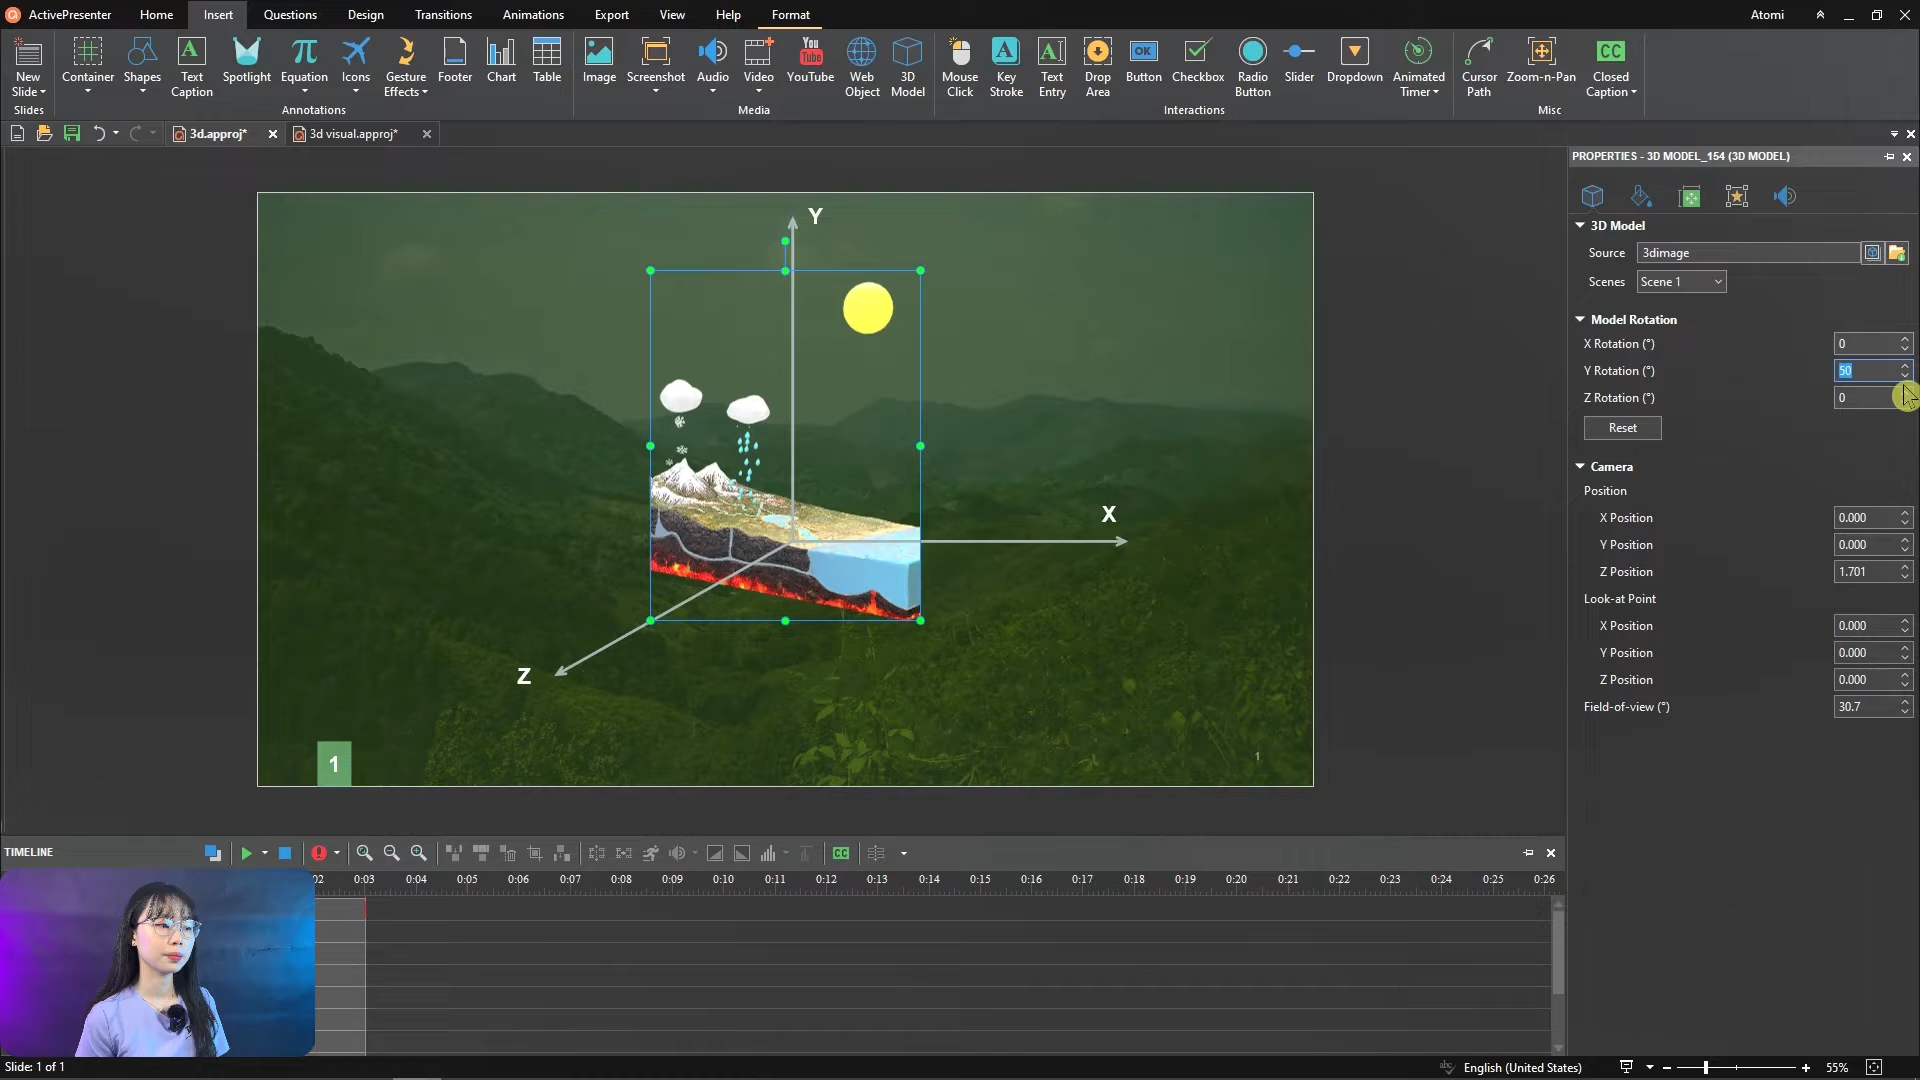 ActivePresenter Home Insert Questions Design Transitions Animations Export View Help Format Atomi
New Slide
Container
Shapes
Text Caption
Spotlight
Equation
Icons
Gesture Effects
Footer
Chart
Table
Image
Screenshot
Audio
Video
YouTube
Web Object
3D Model
Mouse Click
Key Stroke
Text Entry
Drop Area
Button
Checkbox
Radio Button
Slider
Dropdown
Animated Timer
Cursor Path
Zoom-n-Pan
Closed Caption
Slides Annotations Media Interactions Misc
3d.approj* 3d visual.approj*
PROPERTIES - 3D MODEL_154 (3D MODEL)
3D Model
Source 3dimage
Scenes Scene 1
Model Rotation
X Rotation (°) 0
Y Rotation (°) 50
Z Rotation (°) 0
Reset
Camera
Position
X Position 0.000
Y Position 0.000
Z Position 1.701
Look-at Point
X Position 0.000
Y Position 0.000
Z Position 0.000
Field-of-view (°) 30.7
Y
X
Z
1
1
TIMELINE
02 0:03 0:04 0:05 0:06 0:07 0:08 0:09 0:10 0:11 0:12 0:13 0:14 0:15 0:16 0:17 0:18 0:19 0:20 0:21 0:22 0:23 0:24 0:25 0:26
Slide: 1 of 1 English (United States) 55%